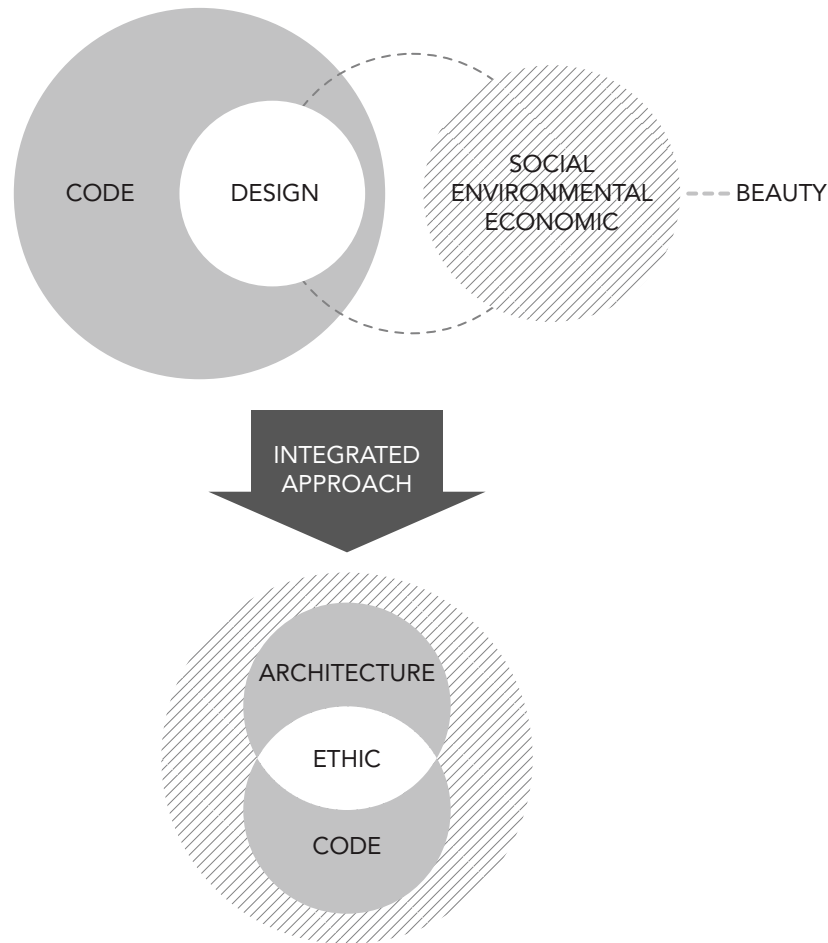 CODE
DESIGN
SOCIAL
ENVIRONMENTAL
ECONOMIC
BEAUTY
INTEGRATED
APPROACH
ARCHITECTURE
ETHIC
CODE